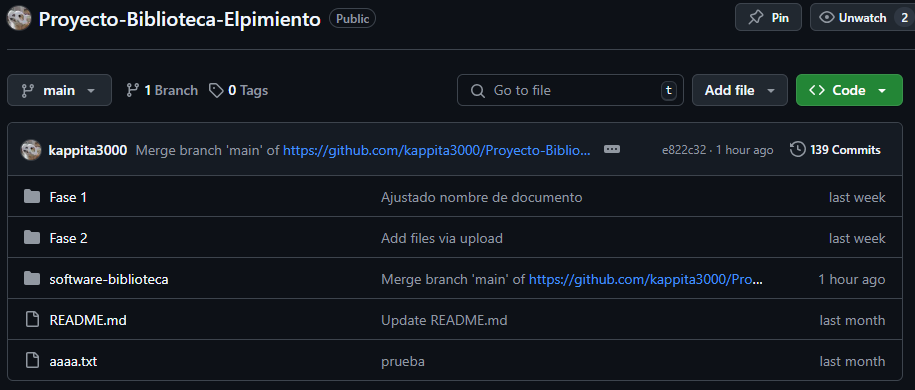 Proyecto-Biblioteca-Elpimiento Public Pin Unwatch 2
main 1 Branch 0 Tags Go to file t Add file Code
kappita3000 Merge branch 'main' of https://github.com/kappita3000/Proyecto-Biblio... e822c32 · 1 hour ago 139 Commits
Fase 1 Ajustado nombre de documento last week
Fase 2 Add files via upload last week
software-biblioteca Merge branch 'main' of https://github.com/kappita3000/Pro... 1 hour ago
README.md Update README.md last month
aaaa.txt prueba last month